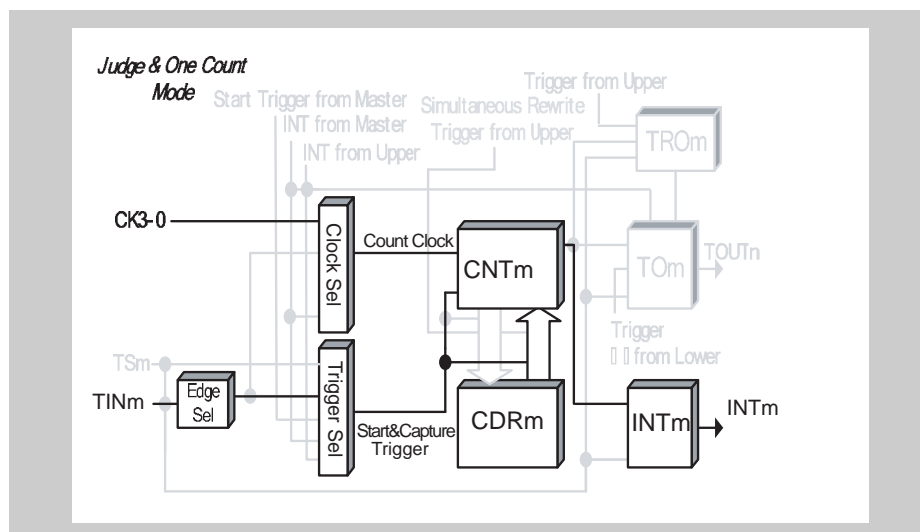 Judge & One Count
Mode
Start Trigger from Master
INT from Master
INT from Upper
Simultaneous Rewrite
Trigger from Upper
Trigger from Upper
TROm
CK3-0
Clock Sel
Count Clock
CNTm
TOm
TOUTn
Trigger
from Lower
TSm
TINm
Edge
Sel
Trigger Sel
Start&Capture
Trigger
CDRm
INTm
INTm